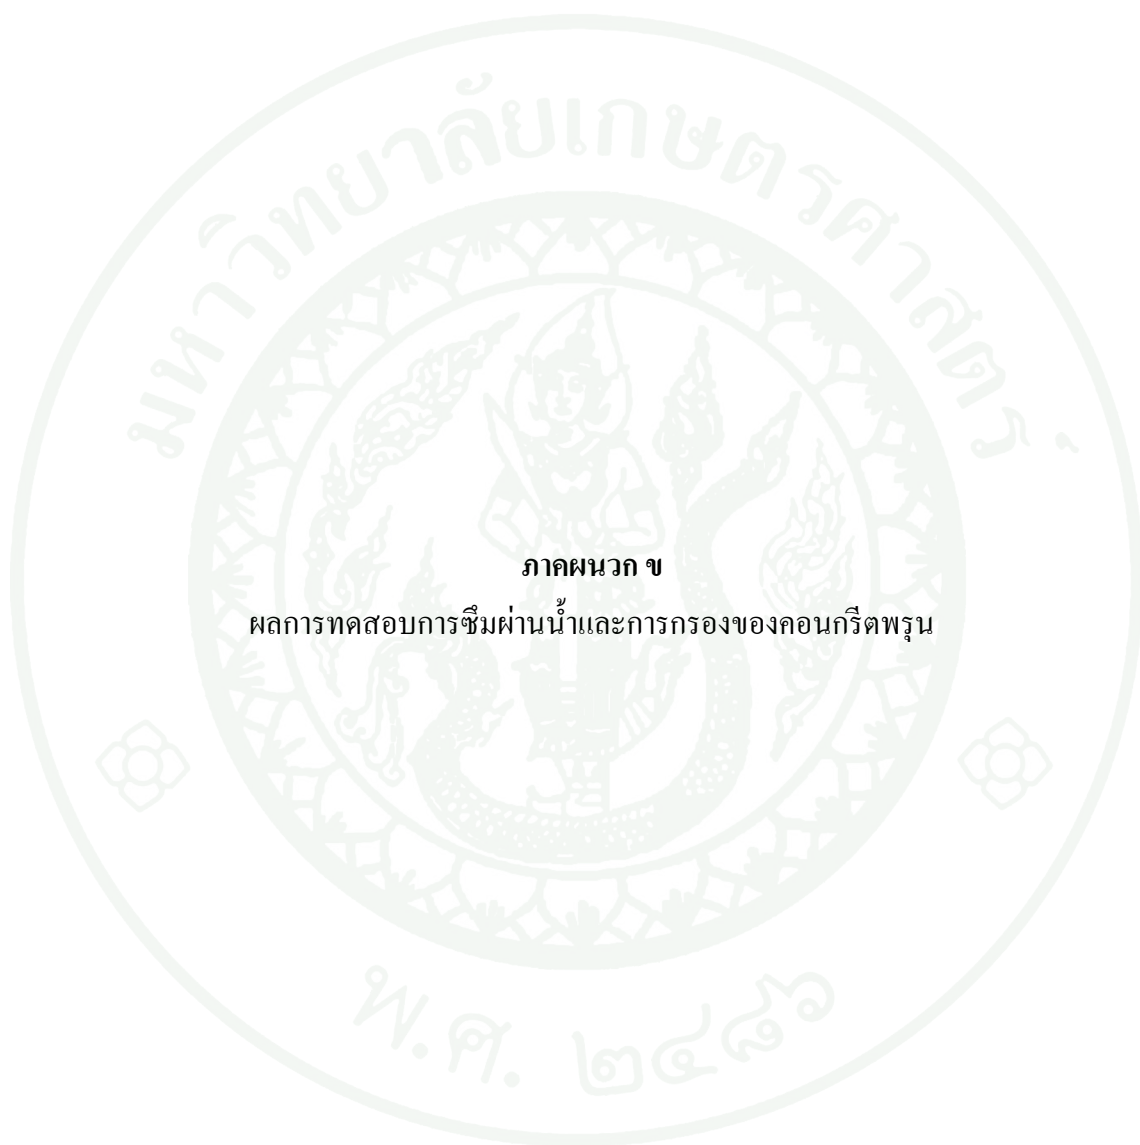 มหาวิทยาลัยเกษตรศาสตร์
ภาคผนวก ข
ผลการทดสอบการซึมผ่านน้ำและการกรองของคอนกรีตพรุน
พ.ศ. ๒๔๘๖